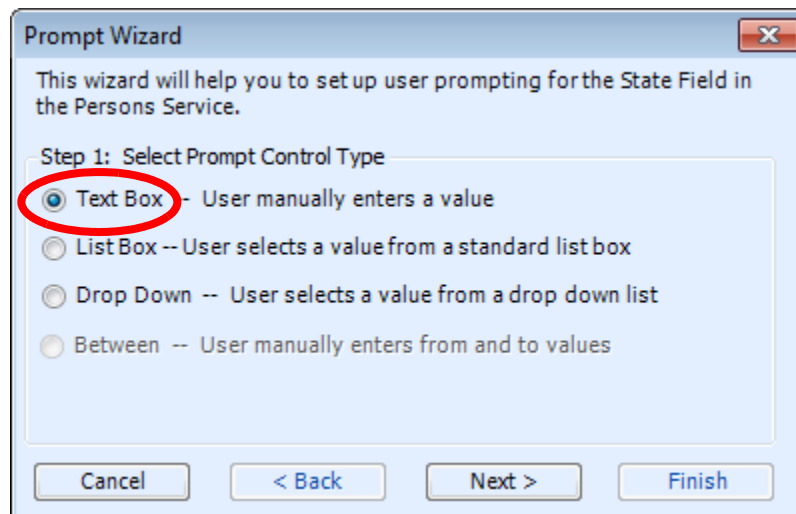 Prompt Wizard
This wizard will help you to set up user prompting for the State Field in
the Persons Service.
Step 1: Select Prompt Control Type
Text Box -- User manually enters a value
List Box -- User selects a value from a standard list box
Drop Down -- User selects a value from a drop down list
Between -- User manually enters from and to values
Cancel < Back Next > Finish